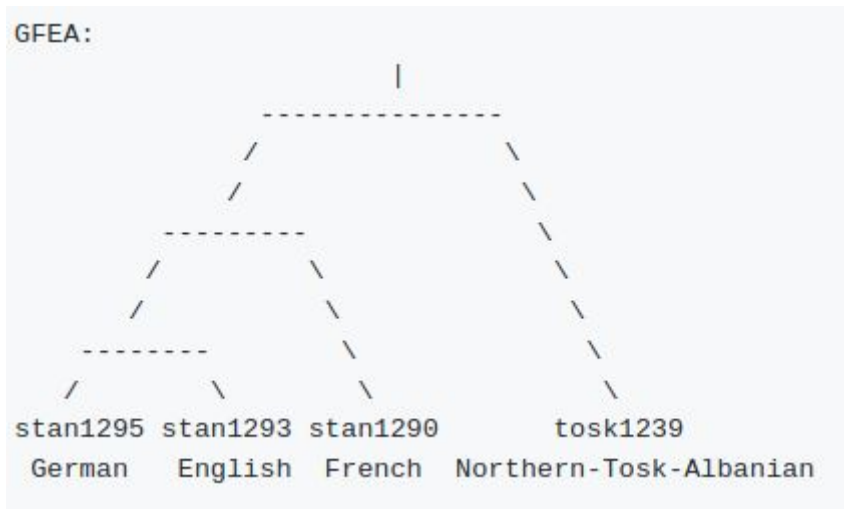 GFEA:
stan1295 stan1293 stan1290 tosk1239
German English French Northern-Tosk-Albanian